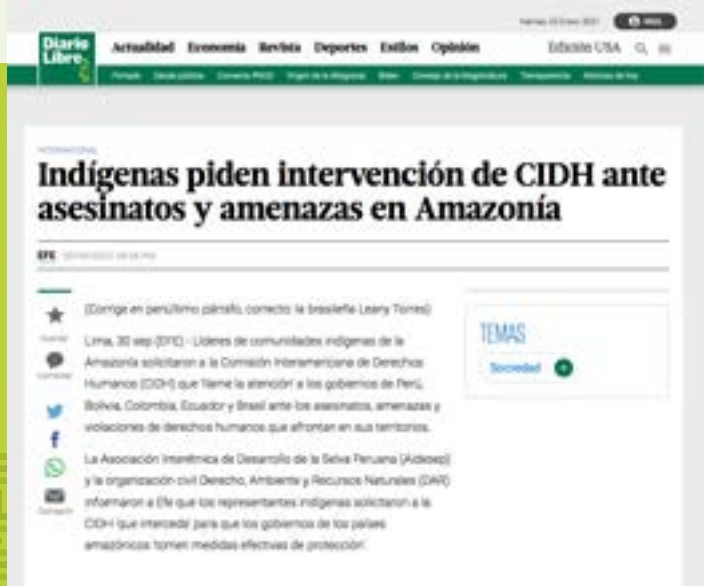 Diario
Libre
Actualidad Economía Revista Deportes Estilos Opinión
Edición USA
Indígenas piden intervención de CIDH ante
asesinatos y amenazas en Amazonía
EFE
(Corrige en penúltimo párrafo, correcto: la brasileña Leany Torres)
Lima, 30 sep (EFE).- Líderes de comunidades indígenas de la
Amazonía solicitaron a la Comisión Interamericana de Derechos
Humanos (CIDH) que 'llame la atención' a los gobiernos de Perú,
Bolivia, Colombia, Ecuador y Brasil ante los asesinatos, amenazas y
violaciones de derechos humanos que afrontan en sus territorios.
La Asociación Interétnica de Desarrollo de la Selva Peruana (Aidesep)
y la organización civil Derecho, Ambiente y Recursos Naturales (DAR)
informaron a Efe que los representantes indígenas solicitaron a la
CIDH 'que interceda' para que los gobiernos de los países
amazónicos 'tomen medidas efectivas de protección'.
TEMAS
Sociedad